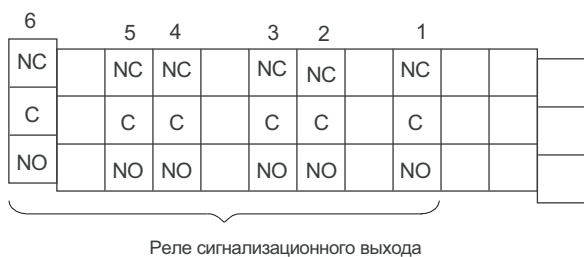 6 5 4 3 2 1
NC NC NC NC NC NC
C C C C C C
NO NO NO NO NO NO
Реле сигнализационного выхода